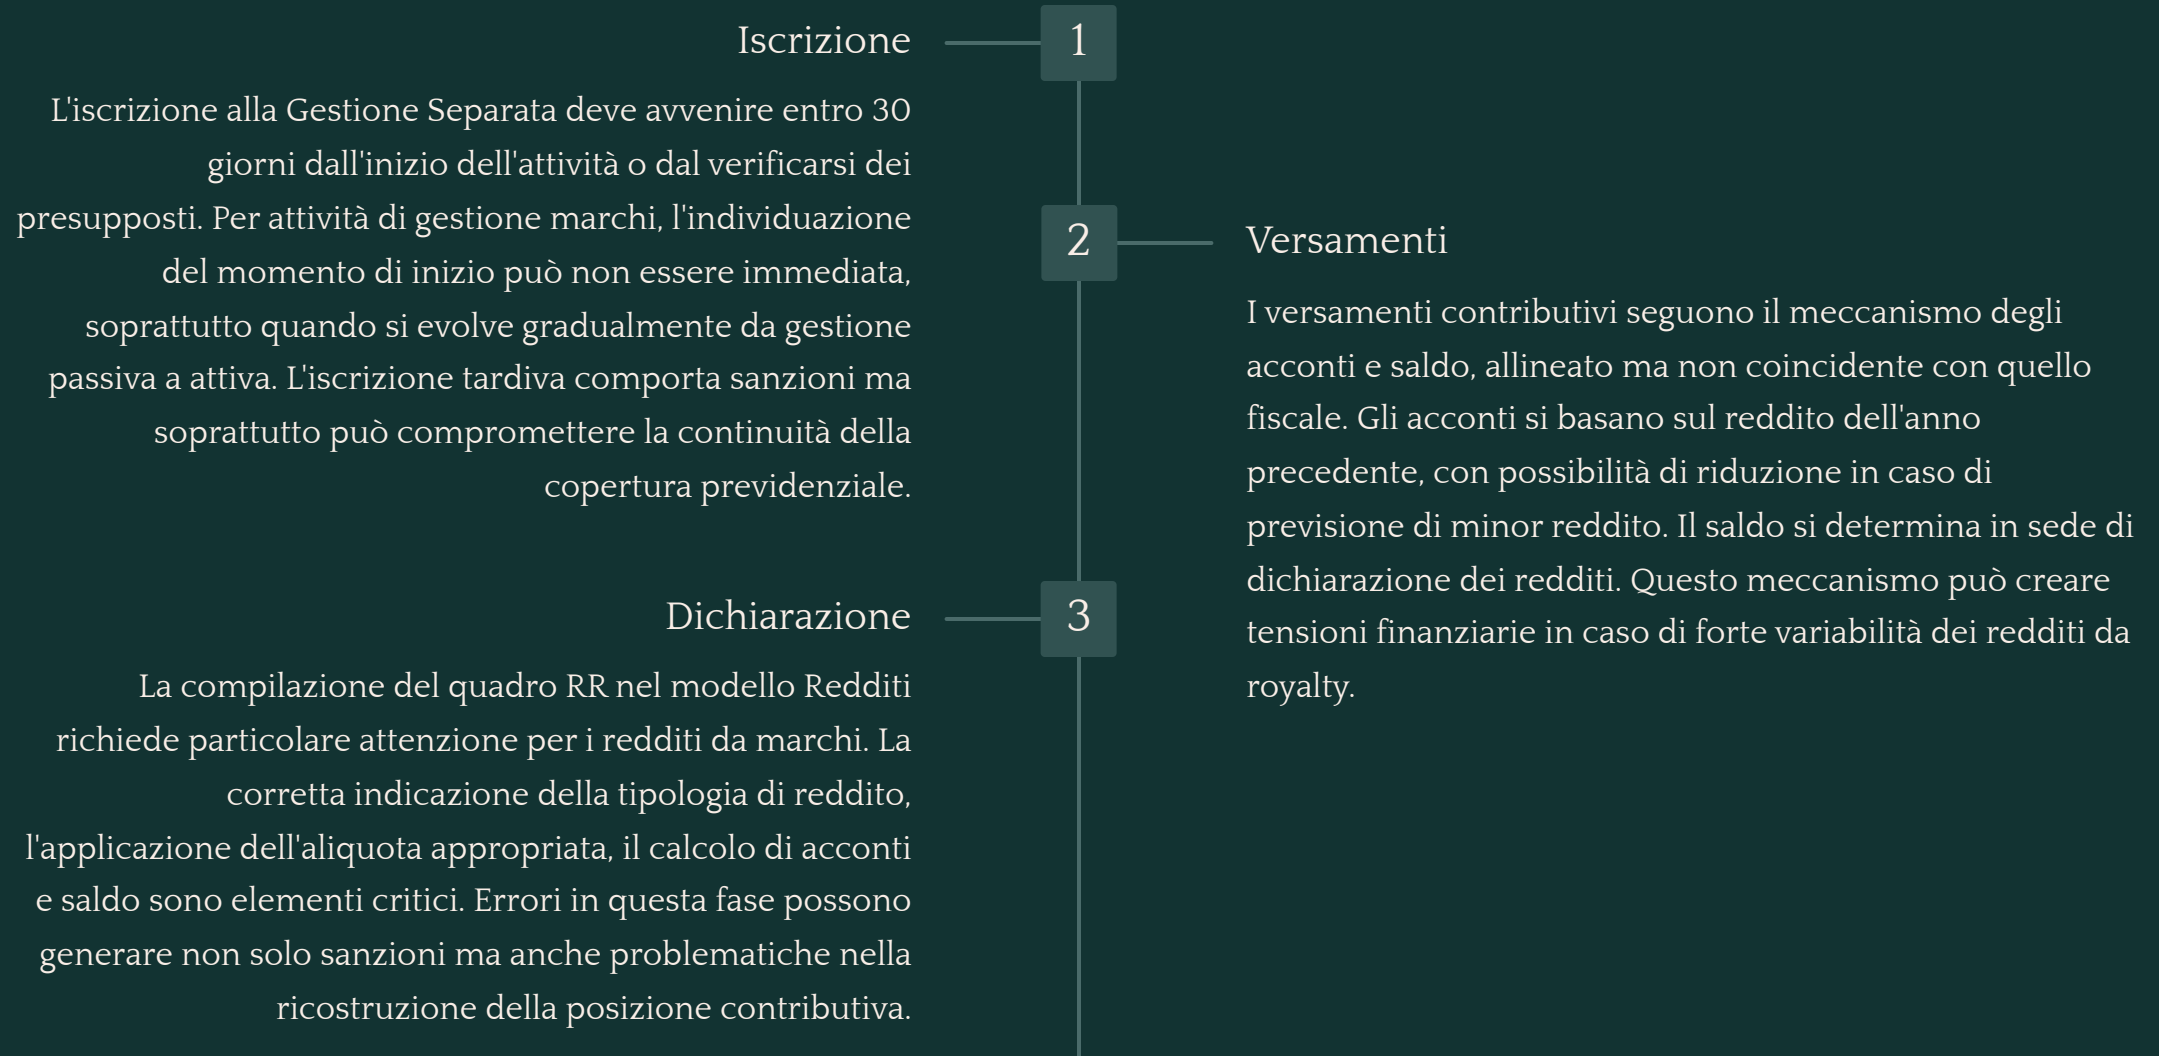 1
Iscrizione
L'iscrizione alla Gestione Separata deve avvenire entro 30
giorni dall'inizio dell'attività o dal verificarsi dei
presupposti. Per attività di gestione marchi, l'individuazione
del momento di inizio può non essere immediata,
soprattutto quando si evolve gradualmente da gestione
passiva a attiva. L'iscrizione tardiva comporta sanzioni ma
soprattutto può compromettere la continuità della
copertura previdenziale.
2
Versamenti
I versamenti contributivi seguono il meccanismo degli
acconti e saldo, allineato ma non coincidente con quello
fiscale. Gli acconti si basano sul reddito dell'anno
precedente, con possibilità di riduzione in caso di
previsione di minor reddito. Il saldo si determina in sede di
dichiarazione dei redditi. Questo meccanismo può creare
tensioni finanziarie in caso di forte variabilità dei redditi da
royalty.
3
Dichiarazione
La compilazione del quadro RR nel modello Redditi
richiede particolare attenzione per i redditi da marchi. La
corretta indicazione della tipologia di reddito,
l'applicazione dell'aliquota appropriata, il calcolo di acconti
e saldo sono elementi critici. Errori in questa fase possono
generare non solo sanzioni ma anche problematiche nella
ricostruzione della posizione contributiva.